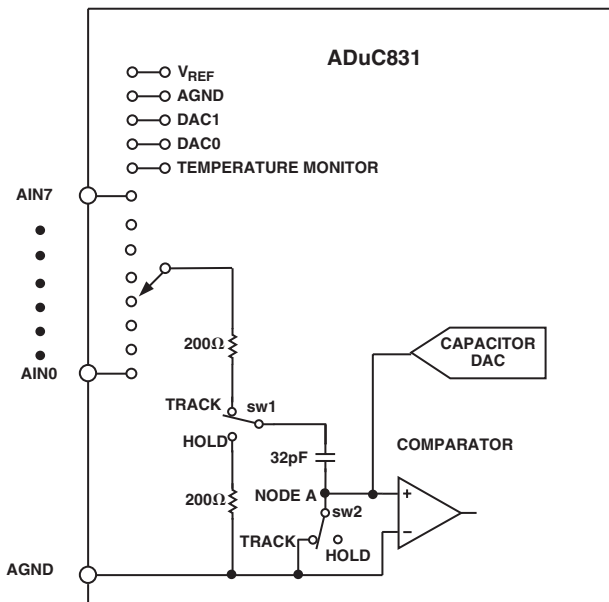 ADuC831
VREF
AGND
DAC1
DAC0
TEMPERATURE MONITOR
AIN7
200Ω
CAPACITOR
DAC
AIN0
TRACK
sw1
HOLD
COMPARATOR
32pF
200Ω
NODE A
+
sw2
−
TRACK
HOLD
AGND